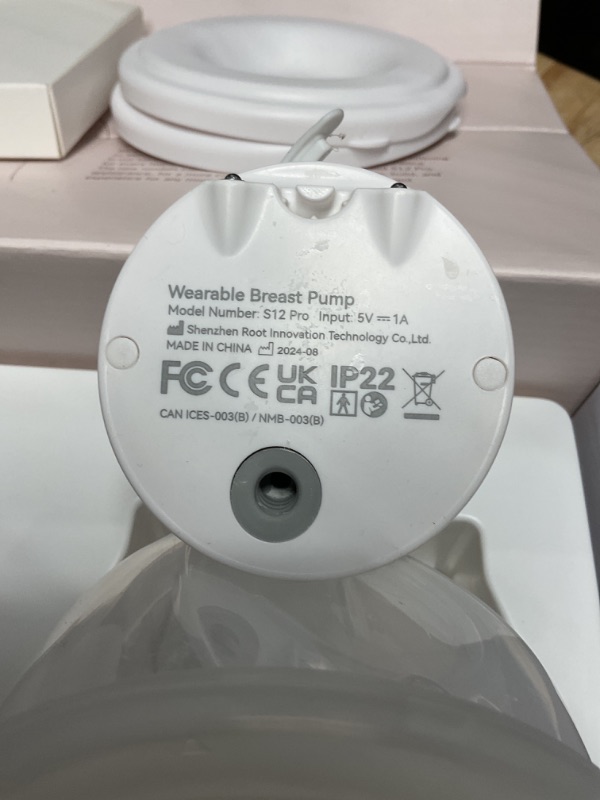 Wearable Breast Pump
Model Number: S12 Pro Input: 5V⎓1A
Shenzhen Root Innovation Technology Co.,Ltd.
MADE IN CHINA 2024-08
FC CE UK CA IP22
CAN ICES-003(B) / NMB-003(B)